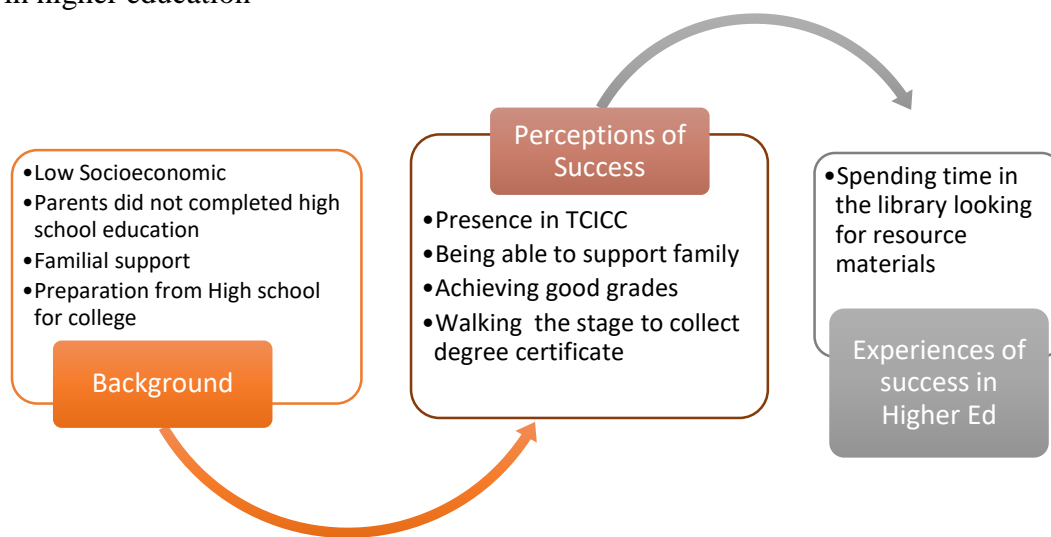 in higher education
•Low Socioeconomic
•Parents did not completed high
school education
•Familial support
•Preparation from High school
for college
Background
Perceptions of
Success
•Presence in TCICC
•Being able to support family
•Achieving good grades
•Walking the stage to collect
degree certificate
•Spending time in
the library looking
for resource
materials
Experiences of
success in
Higher Ed